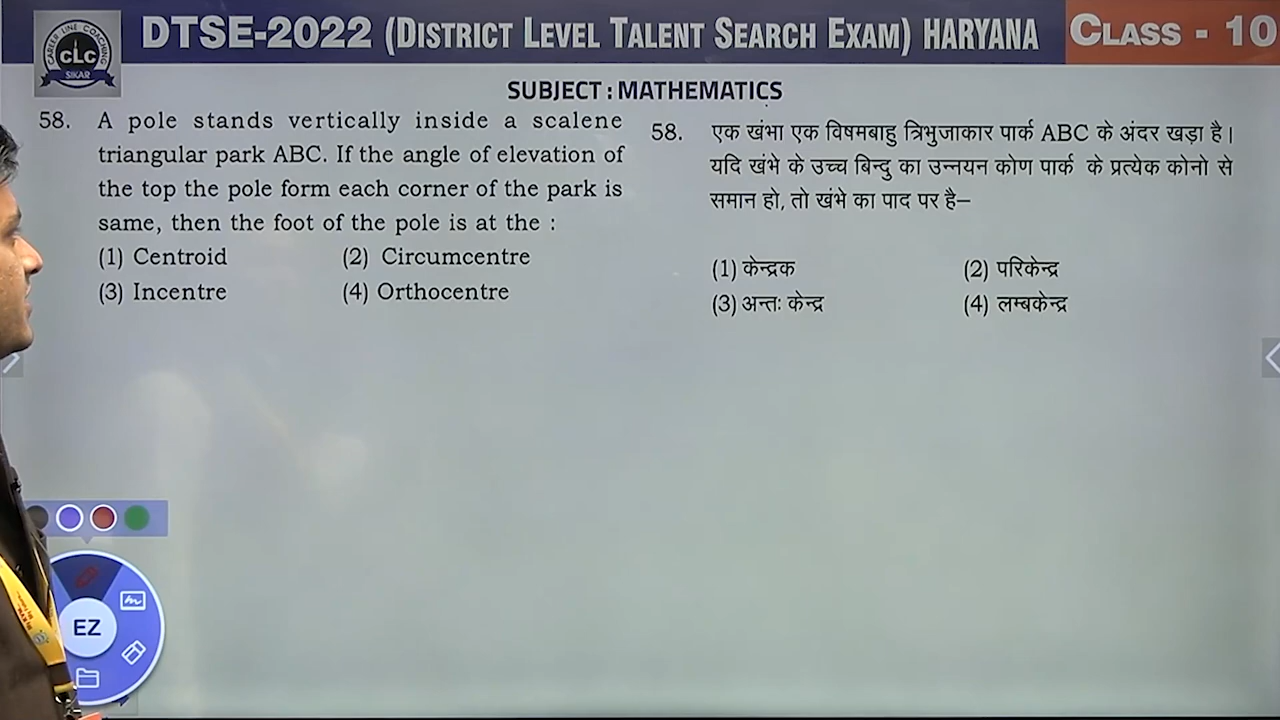 CAREER LINE COACHING
CLC
SIKAR
DTSE-2022 (DISTRICT LEVEL TALENT SEARCH EXAM) HARYANA
CLASS - 10
SUBJECT : MATHEMATICS
58. A pole stands vertically inside a scalene
triangular park ABC. If the angle of elevation of
the top the pole form each corner of the park is
same, then the foot of the pole is at the :
(1) Centroid (2) Circumcentre
(3) Incentre (4) Orthocentre
58. एक खंभा एक विषमबाहु त्रिभुजाकार पार्क ABC के अंदर खड़ा है।
यदि खंभे के उच्च बिन्दु का उन्नयन कोण पार्क के प्रत्येक कोनो से
समान हो, तो खंभे का पाद पर है–
(1) केन्द्रक (2) परिकेन्द्र
(3) अन्तः केन्द्र (4) लम्बकेन्द्र
EZ